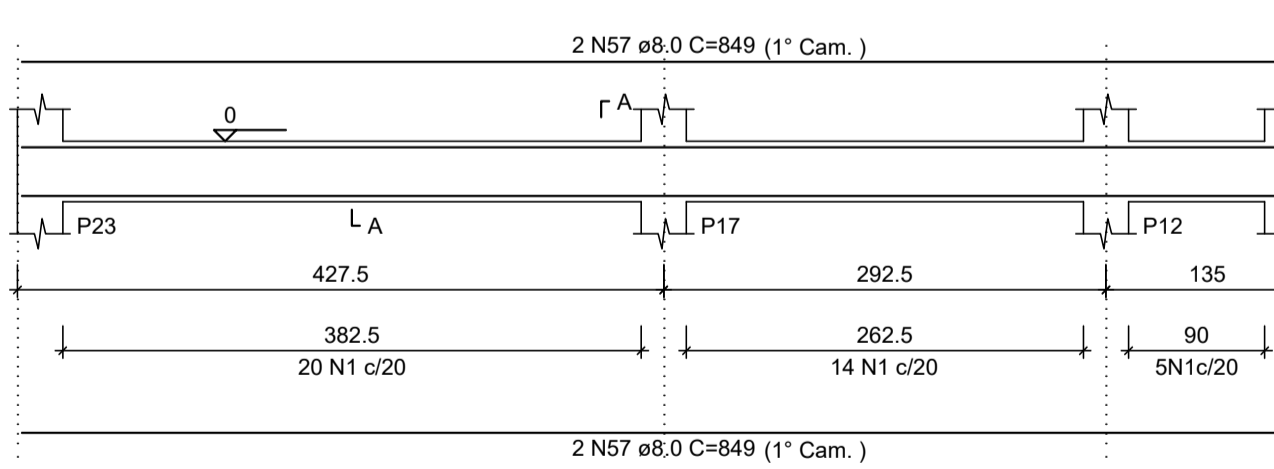 2 N57 ø8.0 C=849 (1° Cam. )
A
0
P23
A
P17
P12
427.5
292.5
135
382.5
262.5
90
20 N1 c/20
14 N1 c/20
5N1c/20
2 N57 ø8.0 C=849 (1° Cam. )